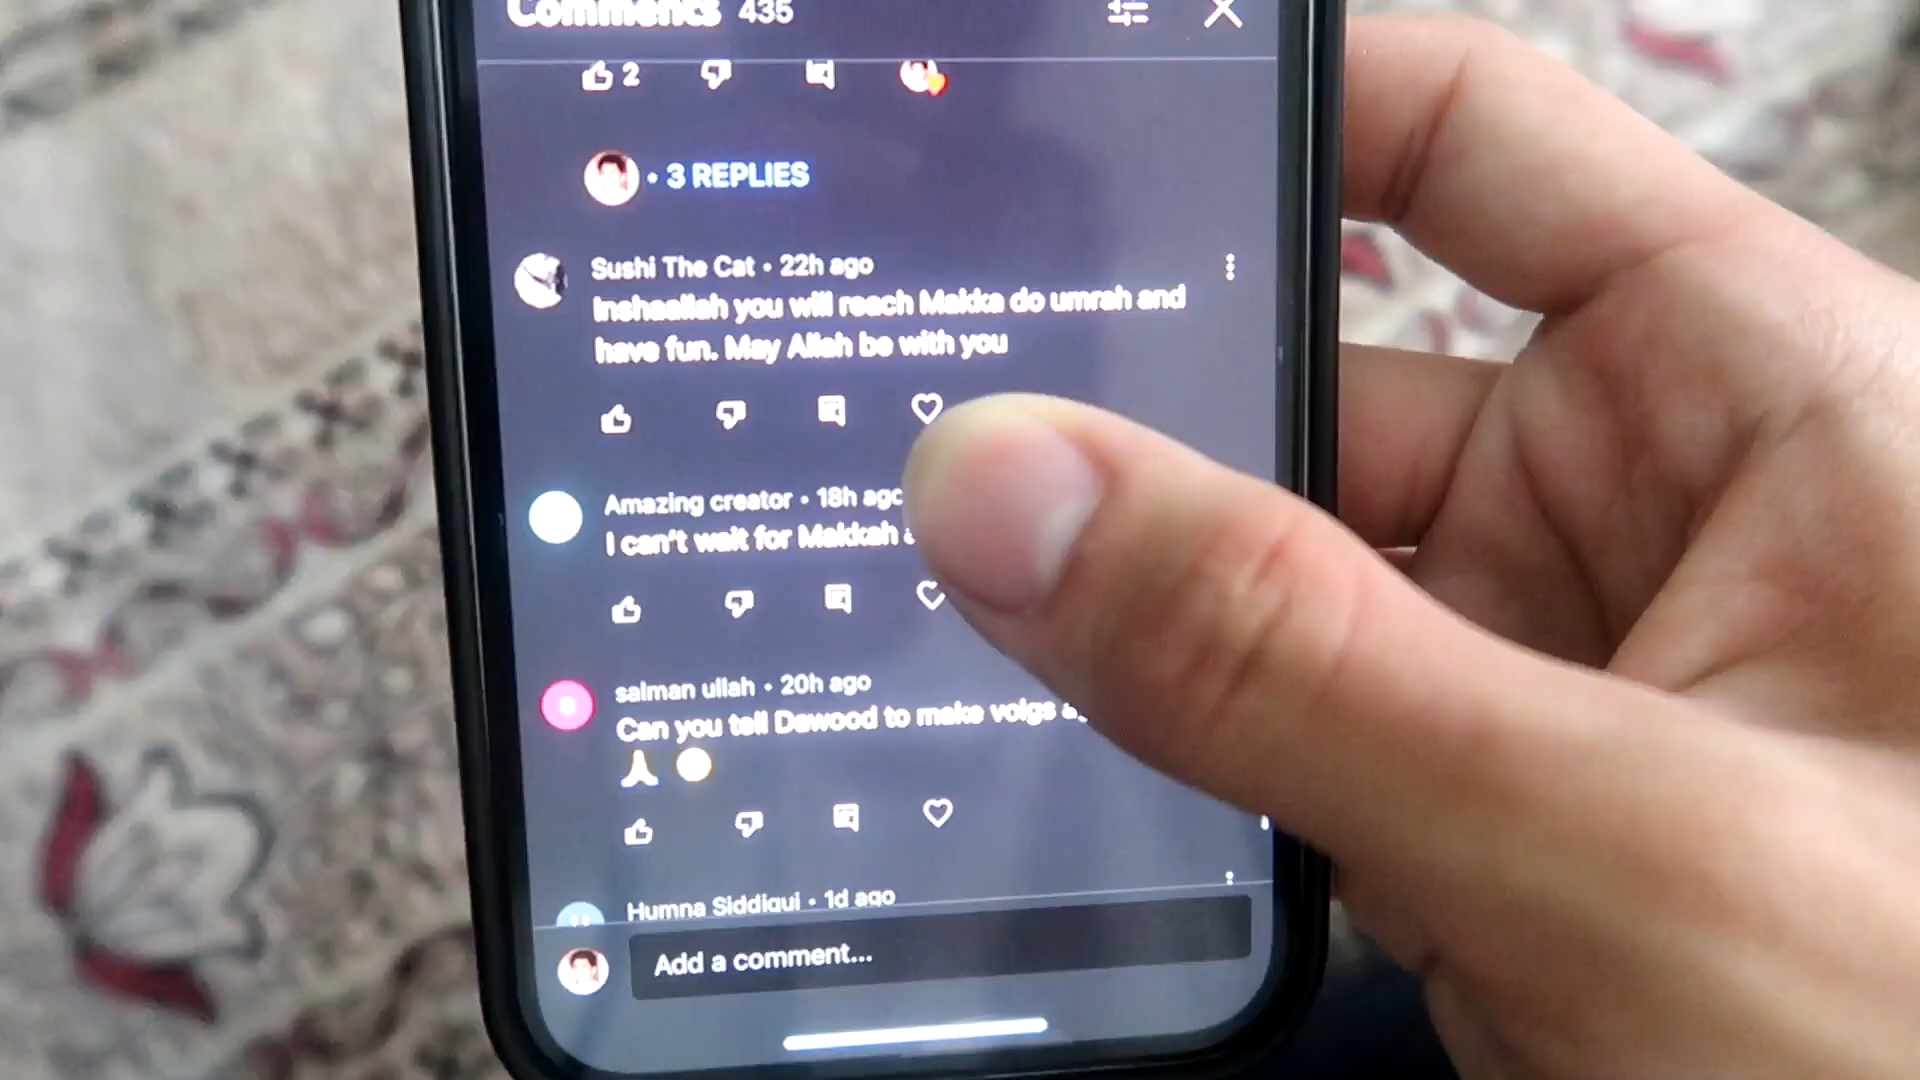 Comments 435
2
• 3 REPLIES
Sushi The Cat • 22h ago
Inshaallah you will reach Makka do umrah and
have fun. May Allah be with you
Amazing creator • 18h ago
I can't wait for Makkah
salman ullah • 20h ago
Can you tell Dawood to make volgs
Humna Siddiqui • 1d ago
Add a comment...